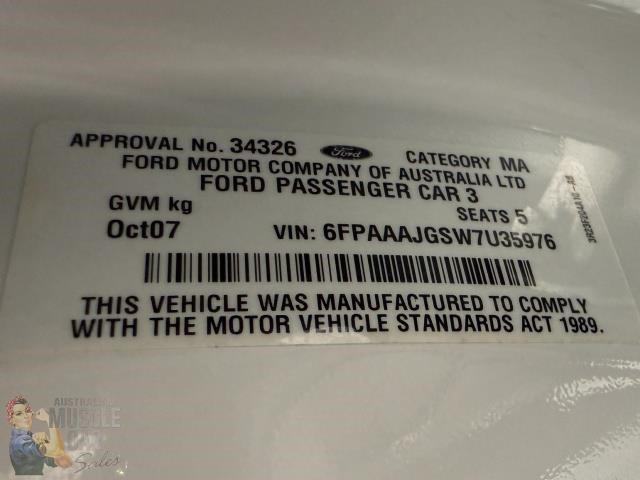 APPROVAL No. 34326 Ford CATEGORY MA
FORD MOTOR COMPANY OF AUSTRALIA LTD
FORD PASSENGER CAR 3
GVM kg SEATS 5
Oct07 VIN: 6FPAAAJGSW7U35976
THIS VEHICLE WAS MANUFACTURED TO COMPLY
WITH THE MOTOR VEHICLE STANDARDS ACT 1989.
AUSTRALIAN
MUSCLE
CAR
Sales